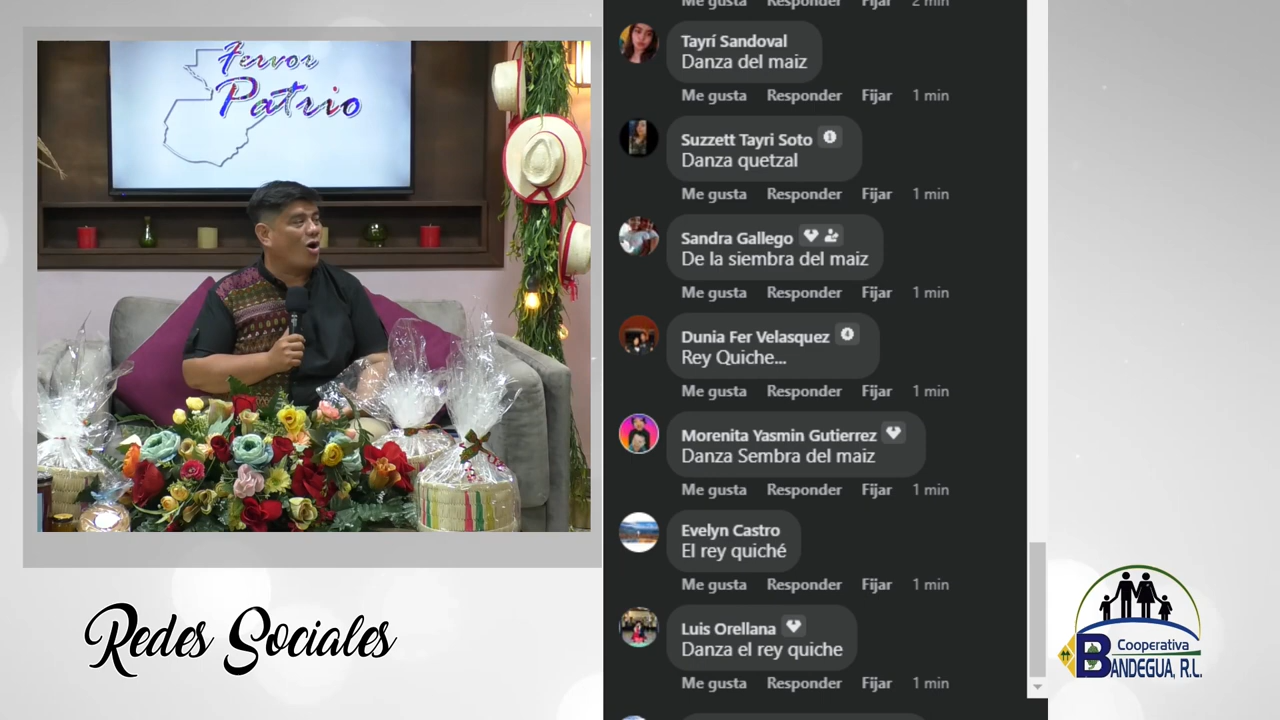 Fervor
Patrio
Redes Sociales
Me gusta Responder Fijar 2 min
Tayrí Sandoval
Danza del maiz
Me gusta Responder Fijar 1 min
Suzzett Tayri Soto
Danza quetzal
Me gusta Responder Fijar 1 min
Sandra Gallego
De la siembra del maiz
Me gusta Responder Fijar 1 min
Dunia Fer Velasquez
Rey Quiche...
Me gusta Responder Fijar 1 min
Morenita Yasmin Gutierrez
Danza Sembra del maiz
Me gusta Responder Fijar 1 min
Evelyn Castro
El rey quiché
Me gusta Responder Fijar 1 min
Luis Orellana
Danza el rey quiche
Me gusta Responder Fijar 1 min
Cooperativa
BANDEGUA, R.L.